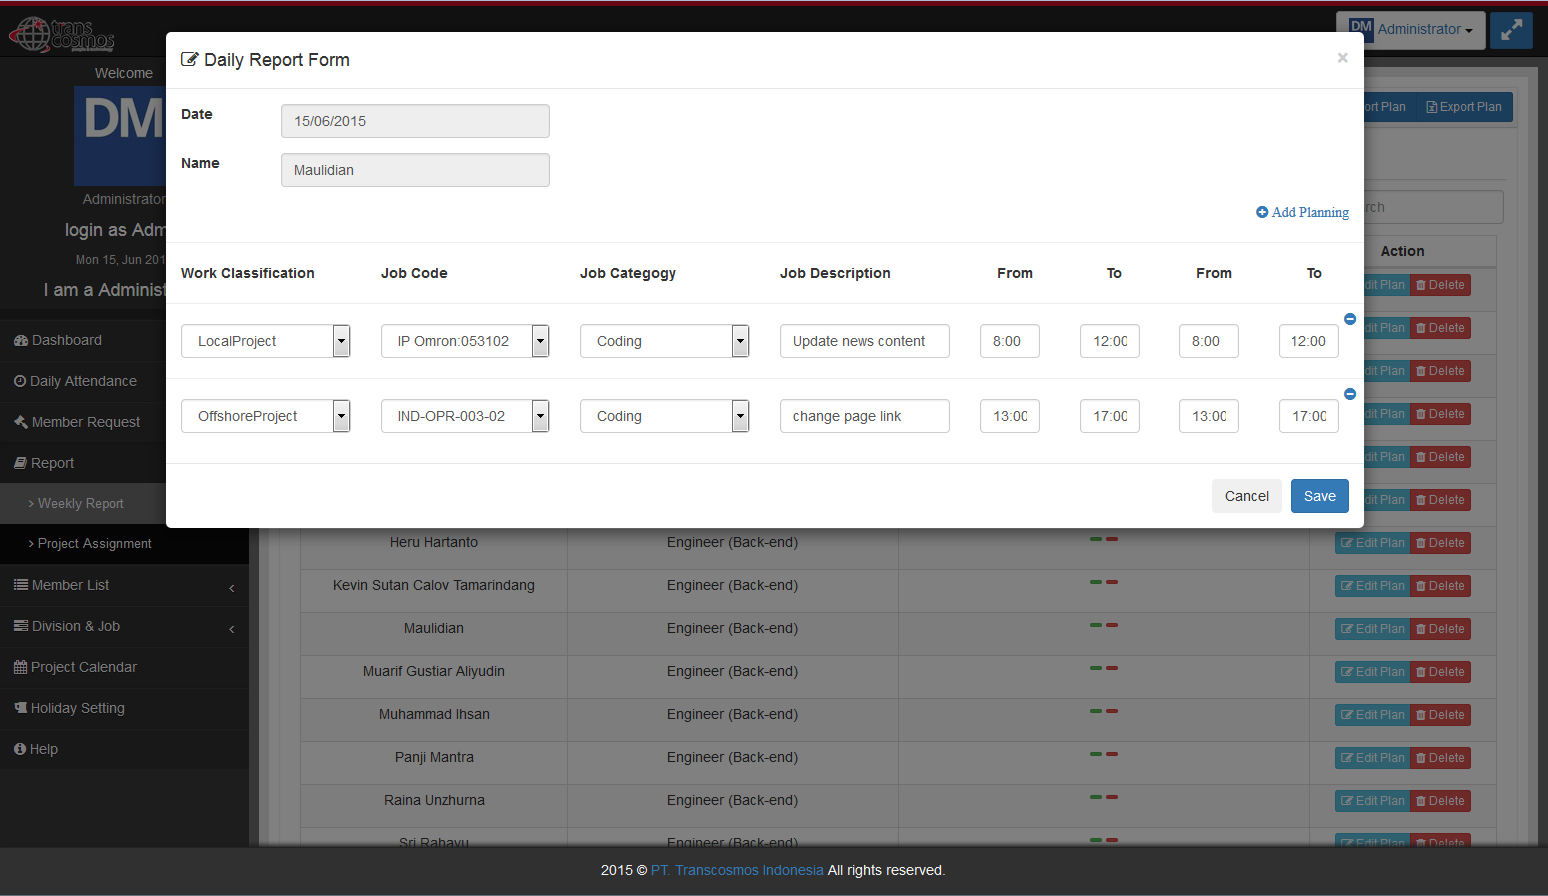 trans
cosmos
people & technology
DM Administrator
Welcome
DM
Administrator
login as Adm
Mon 15, Jun 201
I am a Administ
Dashboard
Daily Attendance
Member Request
Report
> Weekly Report
> Project Assignment
Member List
Division & Job
Project Calendar
Holiday Setting
Help
Daily Report Form ×
Date 15/06/2015
Name Maulidian
Add Planning
Work Classification Job Code Job Categogy Job Description From To From To
LocalProject IP Omron:053102 Coding Update news content 8:00 12:00 8:00 12:00
OffshoreProject IND-OPR-003-02 Coding change page link 13:00 17:00 13:00 17:00
Cancel Save
ort Plan Export Plan
rch
Action
dit Plan Delete
dit Plan Delete
dit Plan Delete
dit Plan Delete
dit Plan Delete
dit Plan Delete
Heru Hartanto Engineer (Back-end) Edit Plan Delete
Kevin Sutan Calov Tamarindang Engineer (Back-end) Edit Plan Delete
Maulidian Engineer (Back-end) Edit Plan Delete
Muarif Gustiar Aliyudin Engineer (Back-end) Edit Plan Delete
Muhammad Ihsan Engineer (Back-end) Edit Plan Delete
Panji Mantra Engineer (Back-end) Edit Plan Delete
Raina Unzhurna Engineer (Back-end) Edit Plan Delete
Sri Rahayu Engineer (Back-end) Edit Plan Delete
2015 © PT. Transcosmos Indonesia All rights reserved.